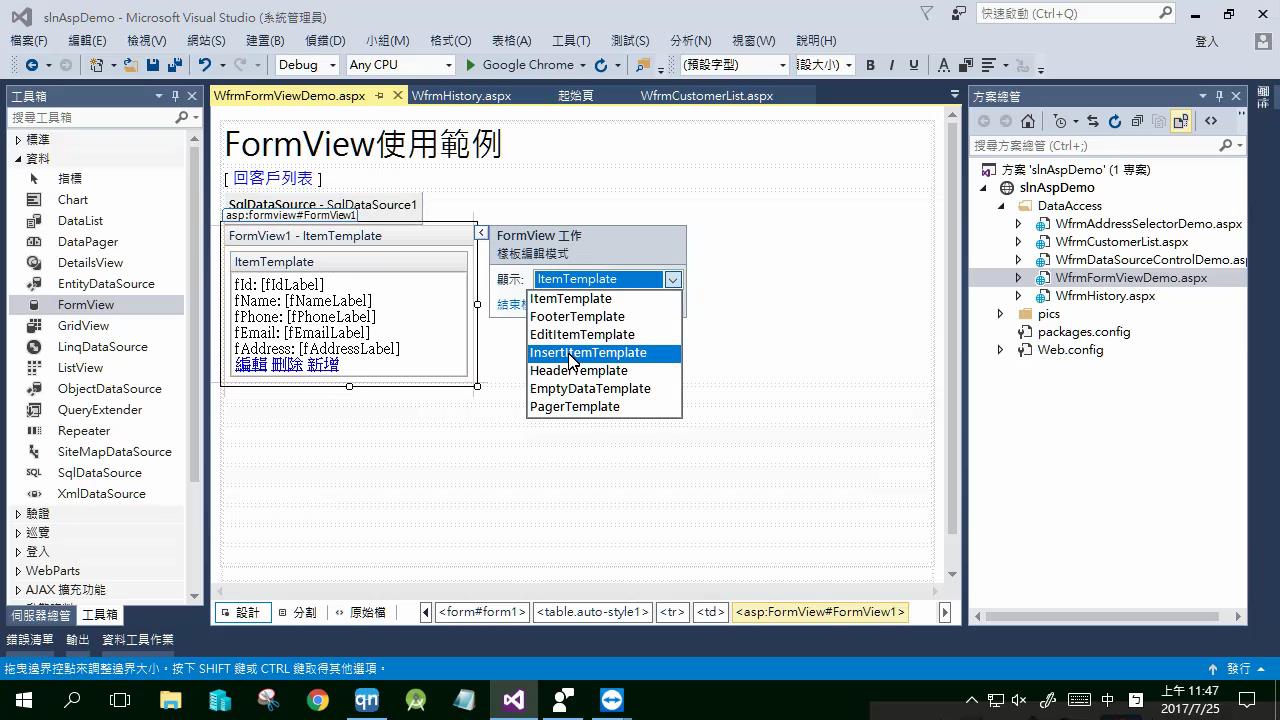 slnAspDemo - Microsoft Visual Studio (系統管理員)
快速啟動 (Ctrl+Q)
檔案(F) 編輯(E) 檢視(V) 網站(S) 建置(B) 偵錯(D) 小組(M) 格式(O) 表格(A) 工具(T) 測試(S) 分析(N) 視窗(W) 說明(H)
登入
Debug Any CPU Google Chrome (預設字型) 設大小) B I U A
工具箱
搜尋工具箱
標準
資料
指標
Chart
DataList
DataPager
DetailsView
EntityDataSource
FormView
GridView
LinqDataSource
ListView
ObjectDataSource
QueryExtender
Repeater
SiteMapDataSource
SQL SqlDataSource
XmlDataSource
驗證
巡覽
登入
WebParts
AJAX 擴充功能
伺服器總管 工具箱
WfrmFormViewDemo.aspx WfrmHistory.aspx 起始頁 WfrmCustomerList.aspx
FormView使用範例
[ 回客戶列表 ]
SqlDataSource - SqlDataSource1
asp:formview#FormView1
FormView1 - ItemTemplate
ItemTemplate
fId: [fIdLabel]
fName: [fNameLabel]
fPhone: [fPhoneLabel]
fEmail: [fEmailLabel]
fAddress: [fAddressLabel]
編輯 刪除 新增
FormView 工作
樣板編輯模式
顯示: ItemTemplate
ItemTemplate
FooterTemplate
EditItemTemplate
InsertItemTemplate
HeaderTemplate
EmptyDataTemplate
PagerTemplate
設計 分割 原始檔 <form#form1> <table.auto-style1> <tr> <td> <asp:FormView#FormView1>
方案總管
搜尋方案總管 (Ctrl+;)
方案 'slnAspDemo' (1 專案)
slnAspDemo
DataAccess
WfrmAddressSelectorDemo.aspx
WfrmCustomerList.aspx
WfrmDataSourceControlDemo.asp
WfrmFormViewDemo.aspx
WfrmHistory.aspx
pics
packages.config
Web.config
錯誤清單 輸出 資料工具作業
拖曳邊界控點來調整邊界大小。按下 SHIFT 鍵或 CTRL 鍵取得其他選項。
發行
qn
中
上午 11:47
2017/7/25